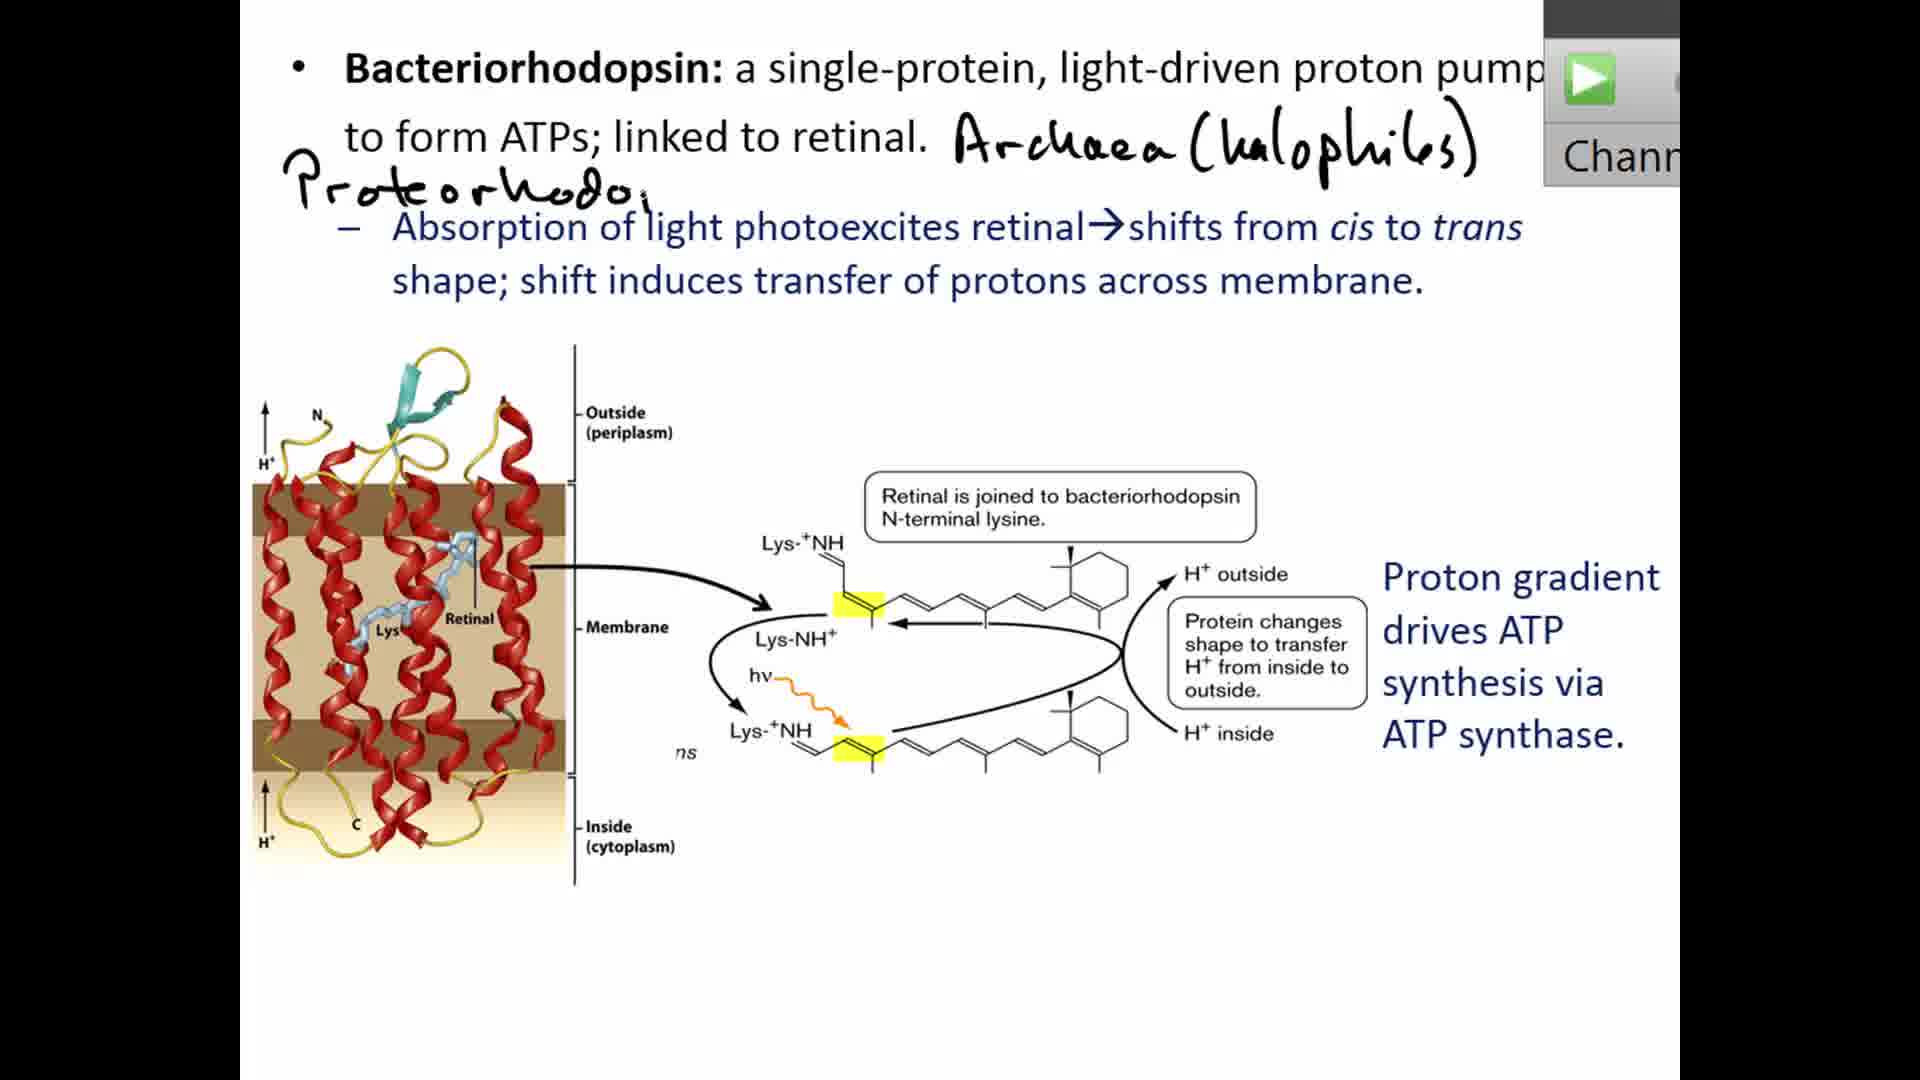 • Bacteriorhodopsin: a single-protein, light-driven proton pump
to form ATPs; linked to retinal. Archaea (halophiles)
Proteorhodo
– Absorption of light photoexcites retinal→shifts from cis to trans
shape; shift induces transfer of protons across membrane.
Chann
N
H⁺
Outside
(periplasm)
Retinal
Lys
Membrane
C
H⁺
Inside
(cytoplasm)
Retinal is joined to bacteriorhodopsin
N-terminal lysine.
Lys-⁺NH
Lys-NH⁺
hν
Lys-⁺NH
ns
H⁺ outside
Protein changes
shape to transfer
H⁺ from inside to
outside.
H⁺ inside
Proton gradient
drives ATP
synthesis via
ATP synthase.